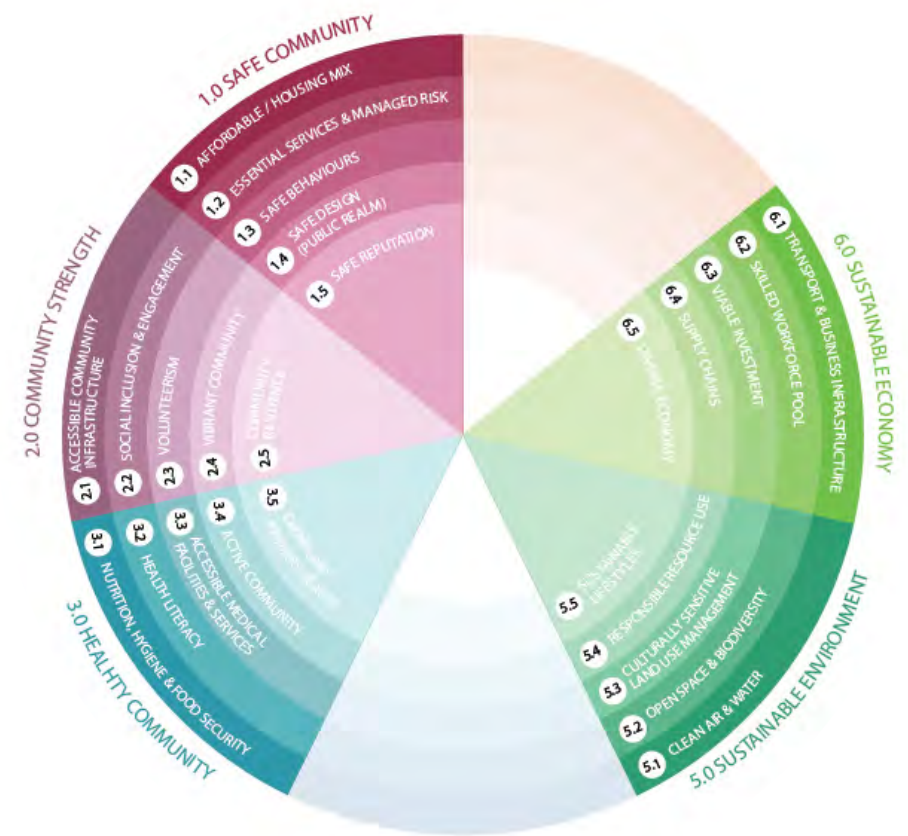 1.0 SAFE COMMUNITY
1.1 AFFORDABLE / HOUSING MIX
1.2 ESSENTIAL SERVICES & MANAGED RISK
1.3 SAFE BEHAVIOURS
1.4 SAFE DESIGN
(PUBLIC REALM)
1.5 SAFE REPUTATION
2.0 COMMUNITY STRENGTH
2.1 ACCESSIBLE COMMUNITY
INFRASTRUCTURE
2.2 SOCIAL INCLUSION & ENGAGEMENT
2.3 VOLUNTEERISM
2.4 VIBRANT COMMUNITY
2.5 COMMUNITY
RESILIENCE
3.0 HEALHTY COMMUNITY
3.1 NUTRITION, HYGIENE & FOOD SECURITY
3.2 HEALTH LITERACY
3.3 ACCESSIBLE MEDICAL
FACILITIES & SERVICES
3.4 ACTIVE COMMUNITY
3.5
5.0 SUSTAINABLE ENVIRONMENT
5.1 CLEAN AIR & WATER
5.2 OPEN SPACE & BIODIVERSITY
5.3 CULTURALLY SENSITIVE
LAND USE MANAGEMENT
5.4 RESPONSIBLE RESOURCE USE
5.5 SUSTAINABLE
LIFESTYLES
6.0 SUSTAINABLE ECONOMY
6.1 TRANSPORT & BUSINESS INFRASTRUCTURE
6.2 SKILLED WORKFORCE POOL
6.3 VIABLE INVESTMENT
6.4 SUPPLY CHAINS
6.5 ECONOMY